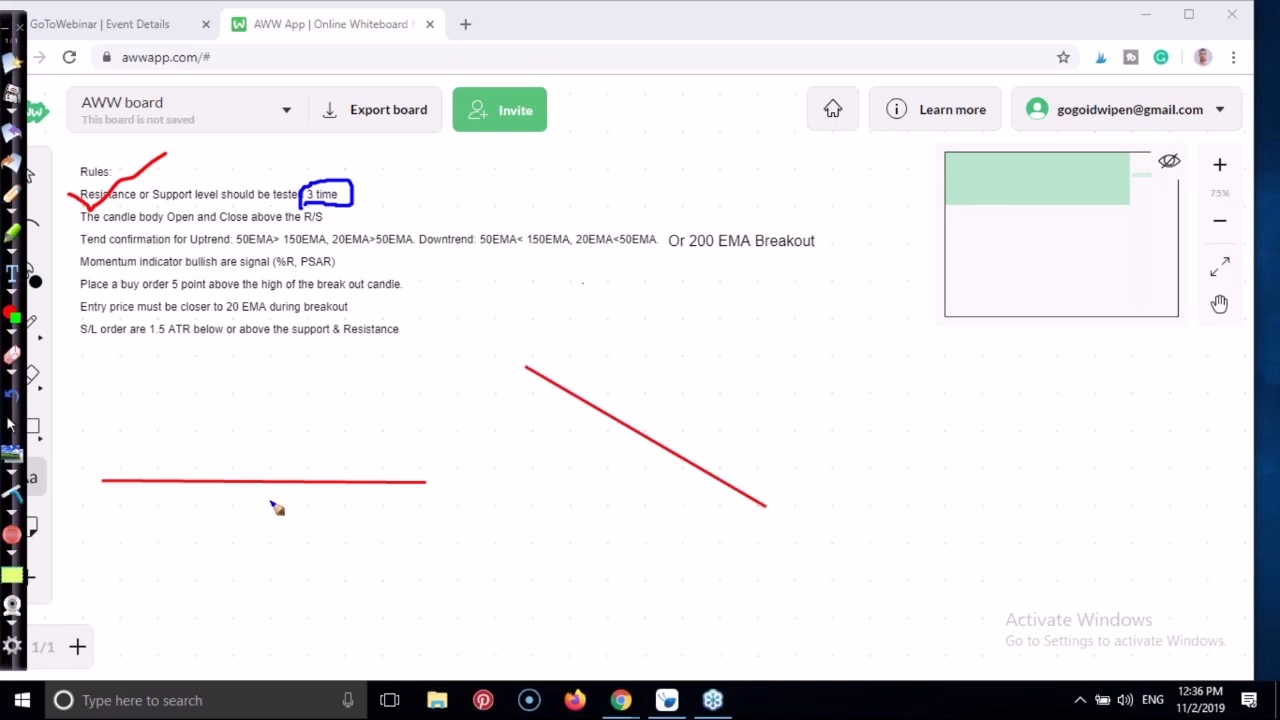 GoToWebinar | Event Details
AWW App | Online Whiteboard f
awwapp.com/#
AWW board
This board is not saved
Export board
Invite
Learn more
gogoidwipen@gmail.com
75%
Rules:
Resistance or Support level should be teste 3 time
The candle body Open and Close above the R/S
Tend confirmation for Uptrend: 50EMA> 150EMA, 20EMA>50EMA. Downtrend: 50EMA< 150EMA, 20EMA<50EMA. Or 200 EMA Breakout
Momentum indicator bullish are signal (%R, PSAR)
Place a buy order 5 point above the high of the break out candle.
Entry price must be closer to 20 EMA during breakout
S/L order are 1.5 ATR below or above the support & Resistance
1/1
Aa
1/1
Activate Windows
Go to Settings to activate Windows.
Type here to search
ENG
12:36 PM
11/2/2019